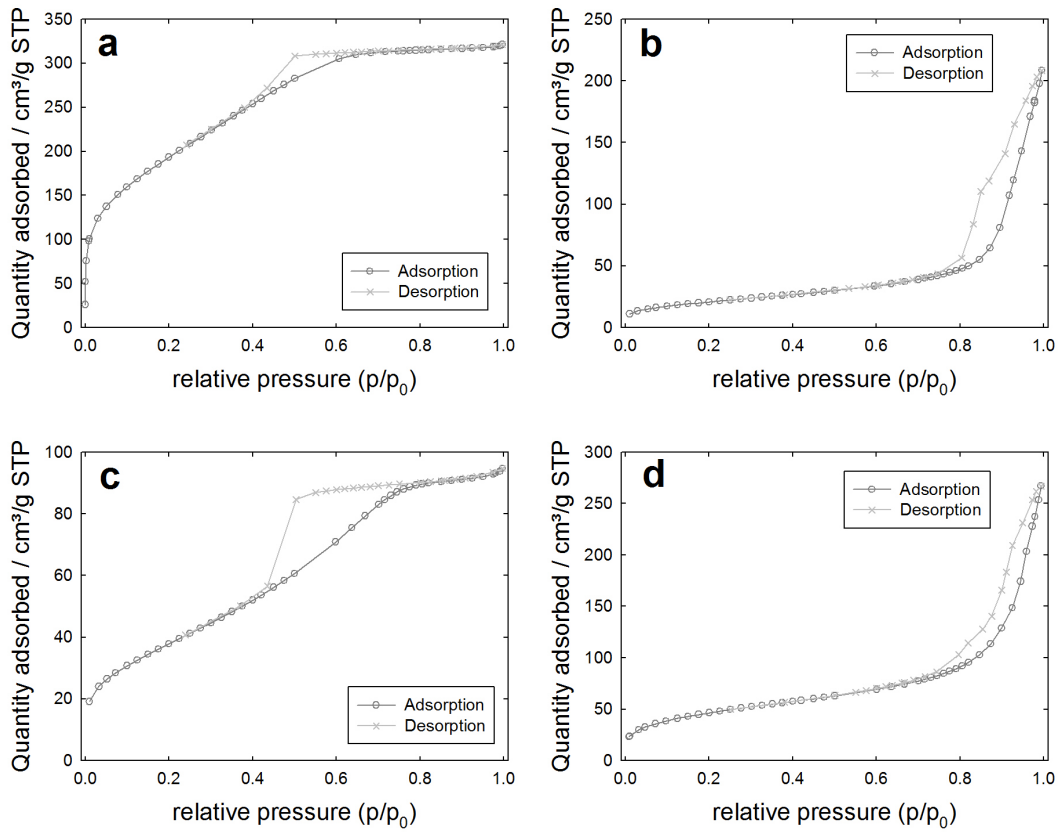 a
350
300
250
200
150
100
50
0
Quantity adsorbed / cm³/g STP
Adsorption
Desorption
0.0 0.2 0.4 0.6 0.8 1.0
relative pressure (p/p0)
b
250
200
150
100
50
0
Quantity adsorbed / cm³/g STP
Adsorption
Desorption
0.0 0.2 0.4 0.6 0.8 1.0
relative pressure (p/p0)
c
100
80
60
40
20
0
Quantity adsorbed / cm³/g STP
Adsorption
Desorption
0.0 0.2 0.4 0.6 0.8 1.0
relative pressure (p/p0)
d
300
250
200
150
100
50
0
Quantity adsorbed / cm³/g STP
Adsorption
Desorption
0.0 0.2 0.4 0.6 0.8 1.0
relative pressure (p/p0)